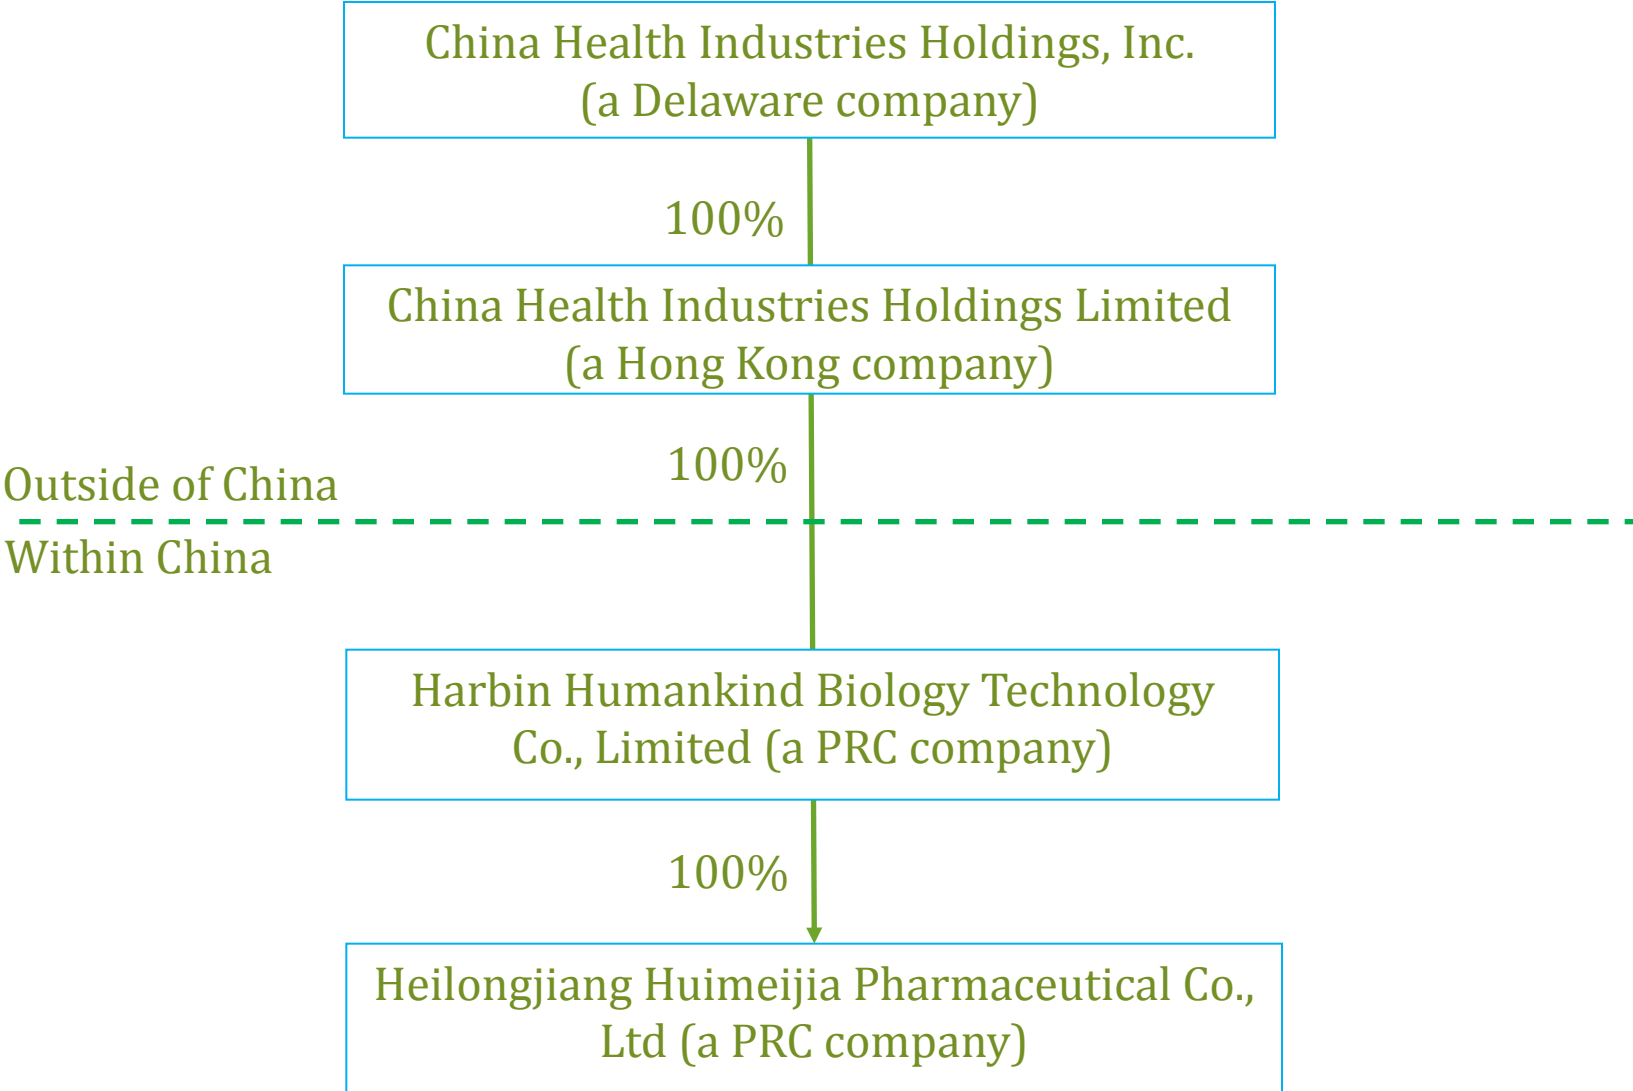 China Health Industries Holdings, Inc.
(a Delaware company)
100%
China Health Industries Holdings Limited
(a Hong Kong company)
100%
Outside of China
Within China
Harbin Humankind Biology Technology
Co., Limited (a PRC company)
100%
Heilongjiang Huimeijia Pharmaceutical Co.,
Ltd (a PRC company)